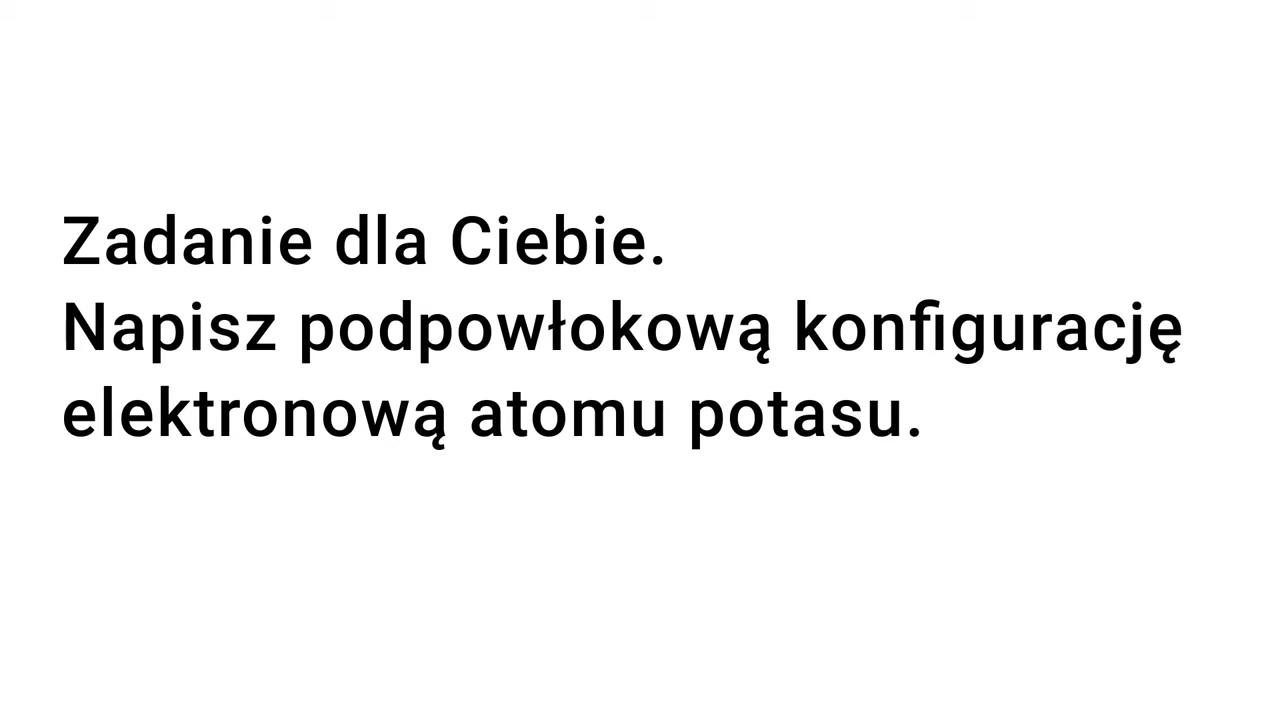 Zadanie dla Ciebie.
Napisz podpowłokową konfigurację
elektronową atomu potasu.